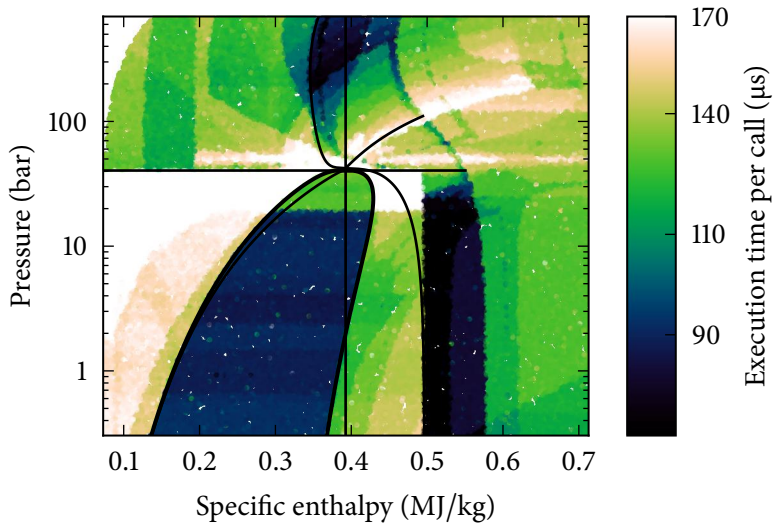 170
140
110
90
Execution time per call (µs)
100
10
1
Pressure (bar)
0.1 0.2 0.3 0.4 0.5 0.6 0.7
Specific enthalpy (MJ/kg)